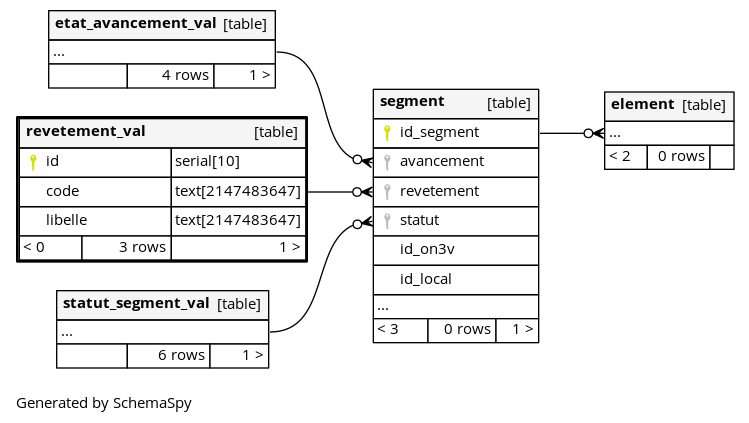 etat_avancement_val [table]
...
4 rows 1 >
revetement_val [table]
id serial[10]
code text[2147483647]
libelle text[2147483647]
< 0 3 rows 1 >
statut_segment_val [table]
...
6 rows 1 >
segment [table]
id_segment
avancement
revetement
statut
id_on3v
id_local
...
< 3 0 rows 1 >
element [table]
...
< 2 0 rows
Generated by SchemaSpy